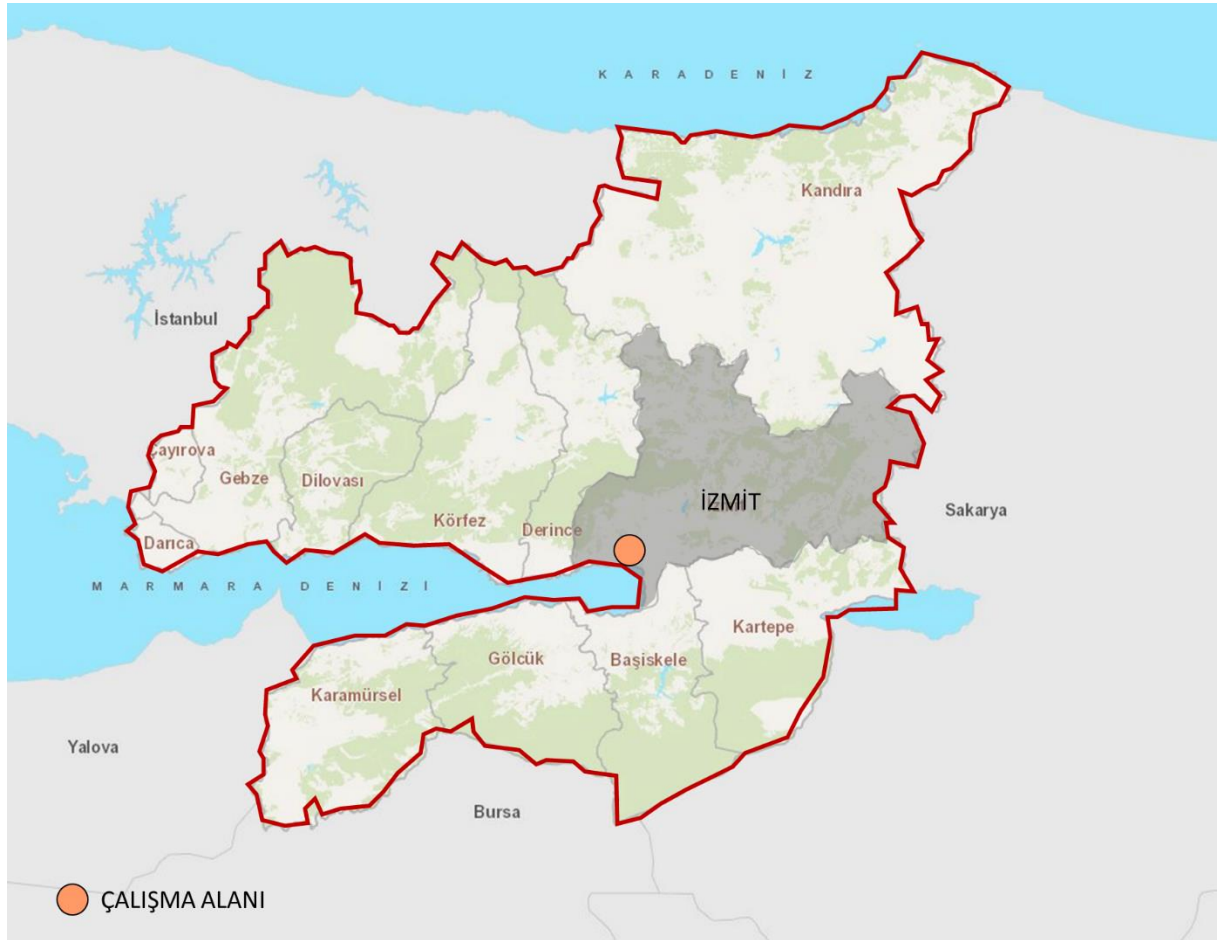 K A R A D E N İ Z
Kandıra
İstanbul
Çayırova
Gebze
Dilovası
İZMİT
Körfez
Derince
Sakarya
Darıca
M A R M A R A D E N İ Z İ
Kartepe
Gölcük
Başiskele
Karamürsel
Yalova
Bursa
ÇALIŞMA ALANI